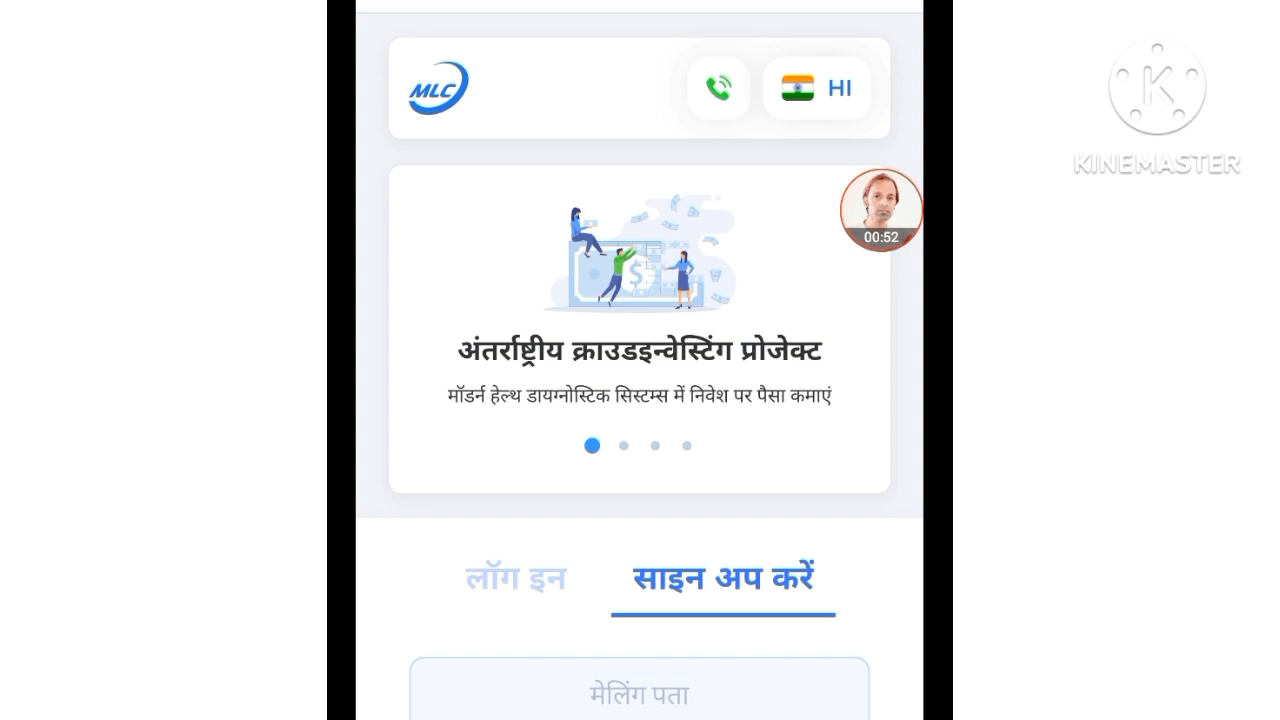 MLC
HI
KINEMASTER
00:52
अंतर्राष्ट्रीय क्राउडइन्वेस्टिंग प्रोजेक्ट
मॉडर्न हेल्थ डायग्नोस्टिक सिस्टम्स में निवेश पर पैसा कमाएं
लॉग इन
साइन अप करें
मेलिंग पता